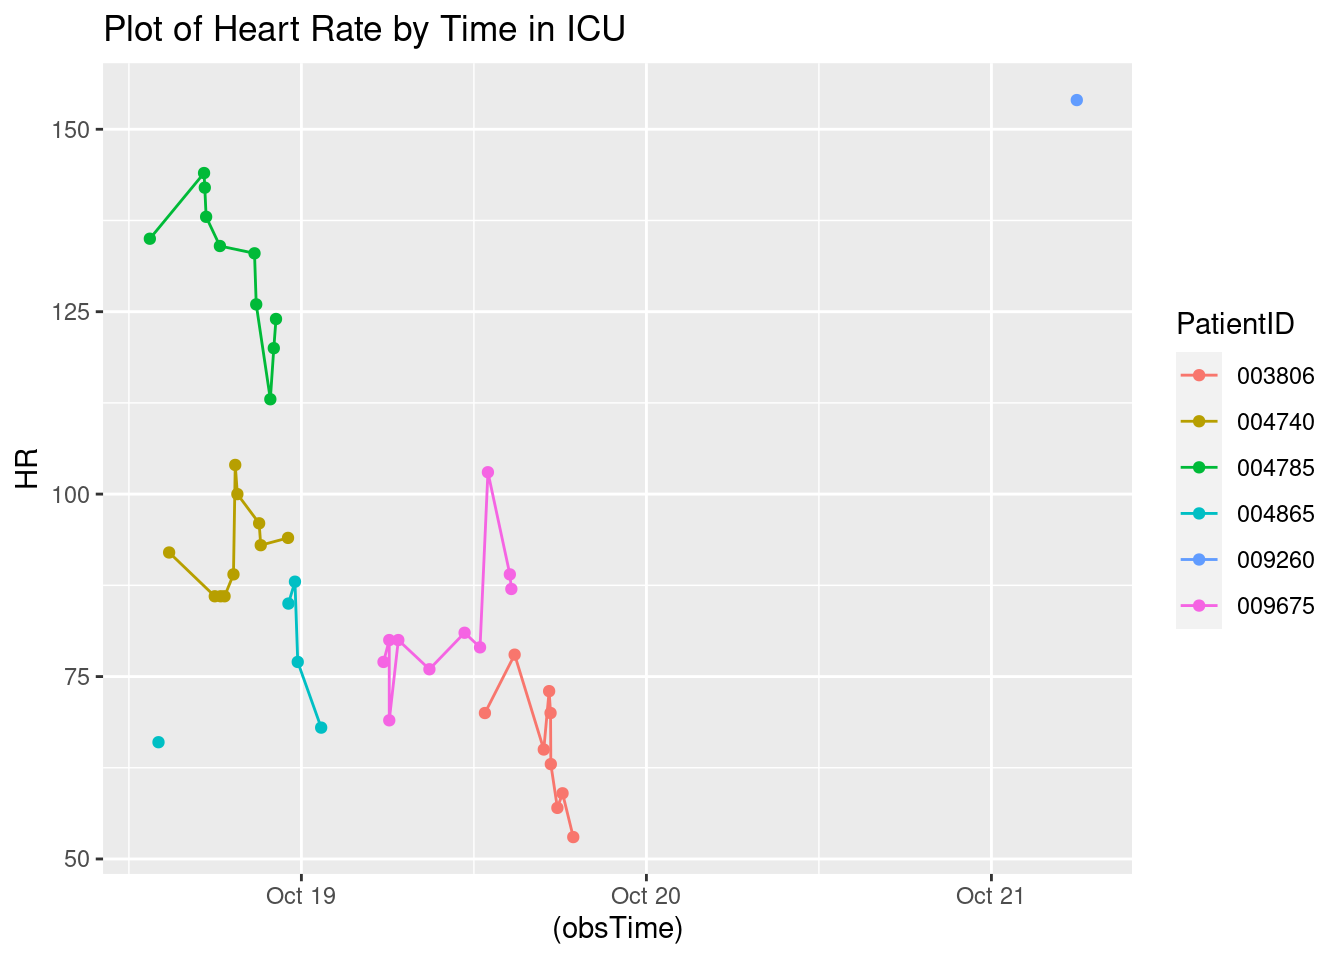 Plot of Heart Rate by Time in ICU
HR
150
125
100
75
50
Oct 19
Oct 20
Oct 21
(obsTime)
PatientID
003806
004740
004785
004865
009260
009675